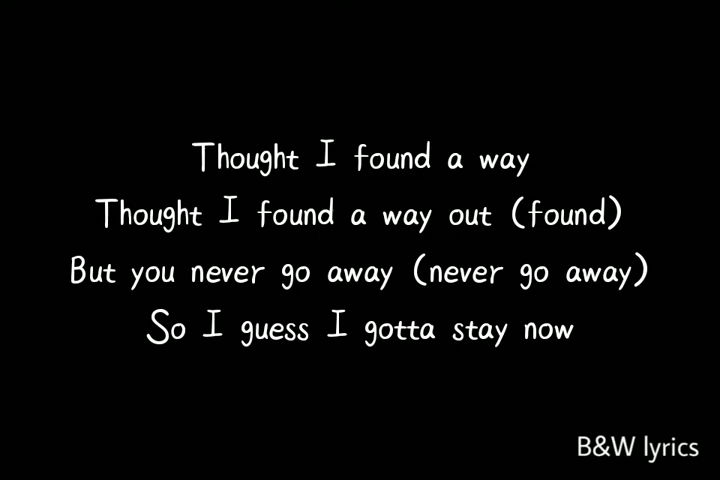 Thought I found a way
Thought I found a way out (found)
But you never go away (never go away)
So I guess I gotta stay now
B&W lyrics